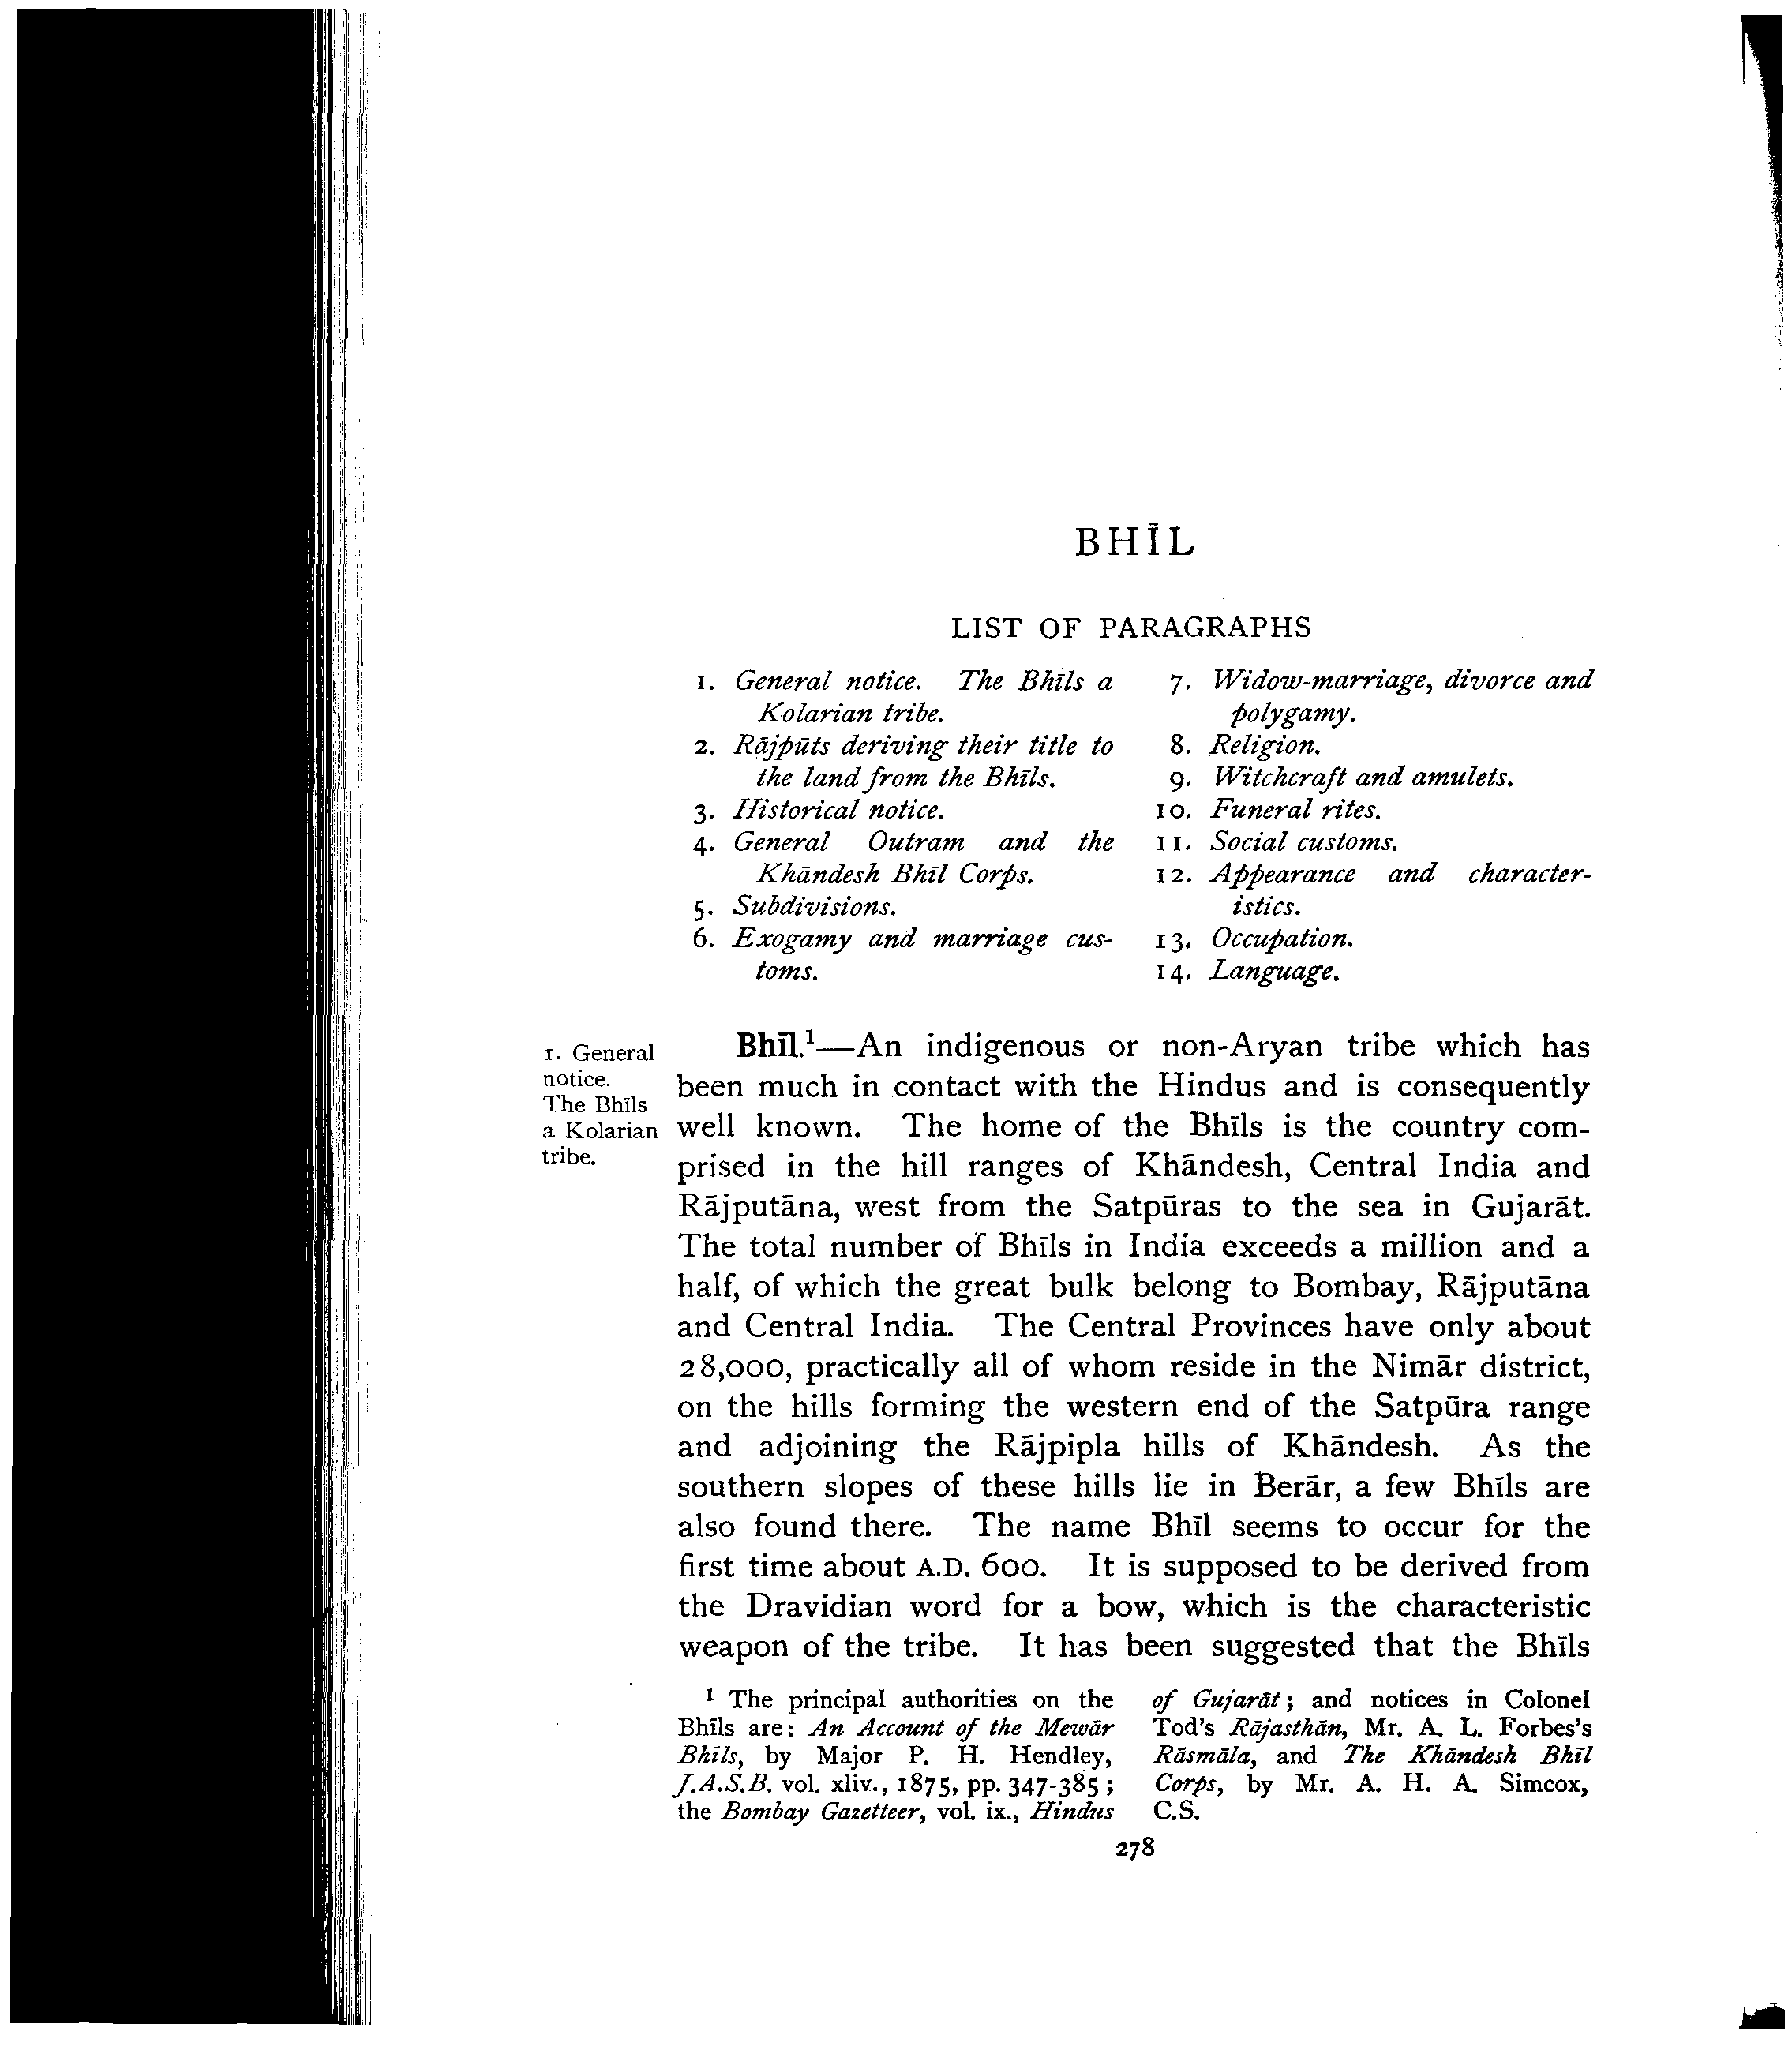 BHĪL
LIST OF PARAGRAPHS
1. General notice. The Bhīls a
Kolarian tribe.
2. Rājpūts deriving their title to
the land from the Bhīls.
3. Historical notice.
4. General Outram and the
Khāndesh Bhīl Corps.
5. Subdivisions.
6. Exogamy and marriage cus-
toms.
7. Widow-marriage, divorce and
polygamy.
8. Religion.
9. Witchcraft and amulets.
10. Funeral rites.
11. Social customs.
12. Appearance and character-
istics.
13. Occupation.
14. Language.
1. General
notice.
The Bhīls
a Kolarian
tribe.
Bhīl.¹—An indigenous or non-Aryan tribe which has
been much in contact with the Hindus and is consequently
well known. The home of the Bhīls is the country com-
prised in the hill ranges of Khāndesh, Central India and
Rājputāna, west from the Satpūras to the sea in Gujarāt.
The total number of Bhīls in India exceeds a million and a
half, of which the great bulk belong to Bombay, Rājputāna
and Central India. The Central Provinces have only about
28,000, practically all of whom reside in the Nimār district,
on the hills forming the western end of the Satpūra range
and adjoining the Rājpipla hills of Khāndesh. As the
southern slopes of these hills lie in Berār, a few Bhīls are
also found there. The name Bhīl seems to occur for the
first time about A.D. 600. It is supposed to be derived from
the Dravidian word for a bow, which is the characteristic
weapon of the tribe. It has been suggested that the Bhīls
¹ The principal authorities on the
Bhīls are: An Account of the Mewār
Bhīls, by Major P. H. Hendley,
J.A.S.B. vol. xliv., 1875, pp. 347-385;
the Bombay Gazetteer, vol. ix., Hindus
of Gujarāt; and notices in Colonel
Tod's Rājasthān, Mr. A. L. Forbes's
Rāsmāla, and The Khāndesh Bhīl
Corps, by Mr. A. H. A. Simcox,
C.S.
278